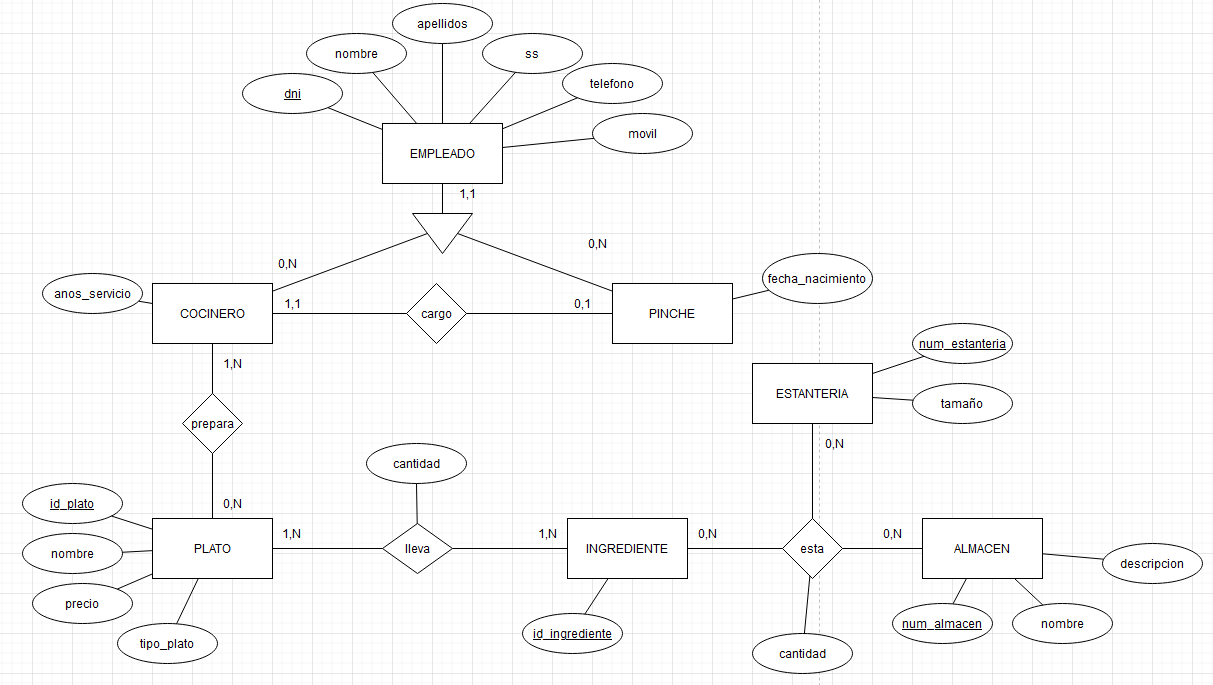 apellidos
nombre
ss
telefono
dni
movil
EMPLEADO
1,1
0,N
0,N
anos_servicio
fecha_nacimiento
COCINERO
1,1
cargo
0,1
PINCHE
num_estanteria
1,N
ESTANTERIA
tamaño
prepara
0,N
cantidad
id_plato
0,N
nombre
PLATO
1,N
lleva
1,N
INGREDIENTE
0,N
esta
0,N
ALMACEN
descripcion
precio
tipo_plato
id_ingrediente
num_almacen
nombre
cantidad